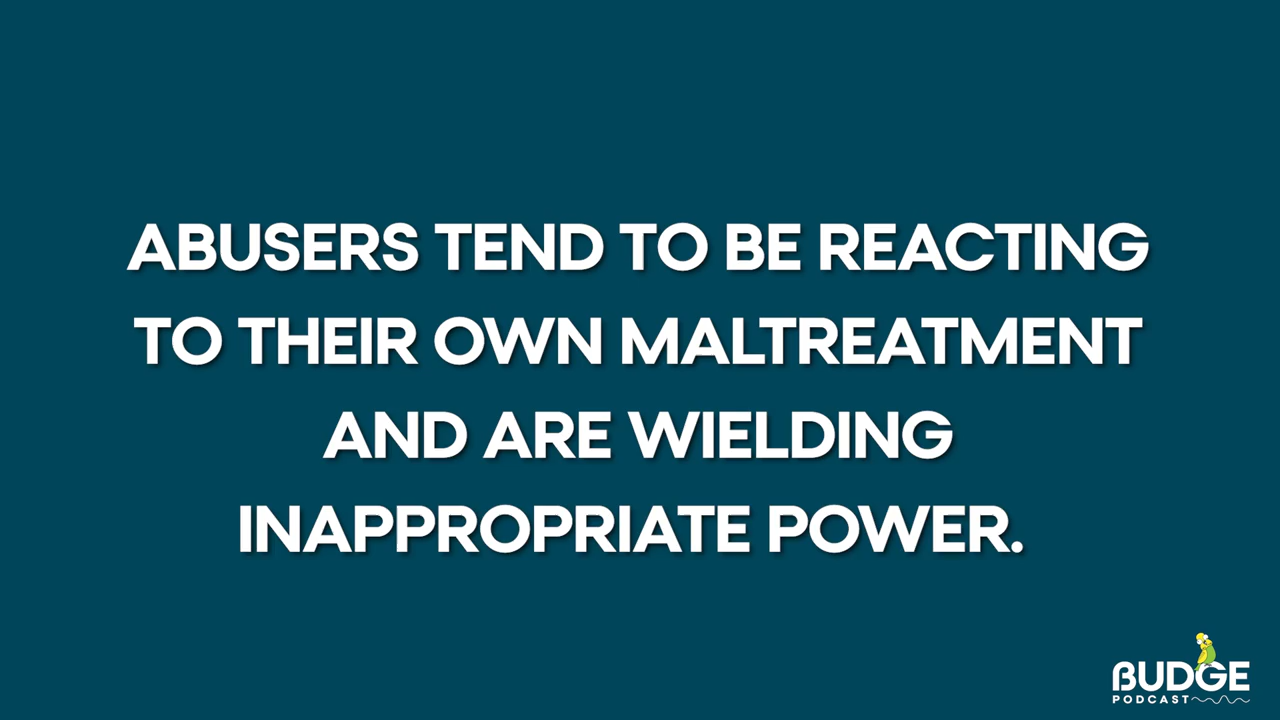 ABUSERS TEND TO BE REACTING
TO THEIR OWN MALTREATMENT
AND ARE WIELDING
INAPPROPRIATE POWER.
BUDGE
PODCAST